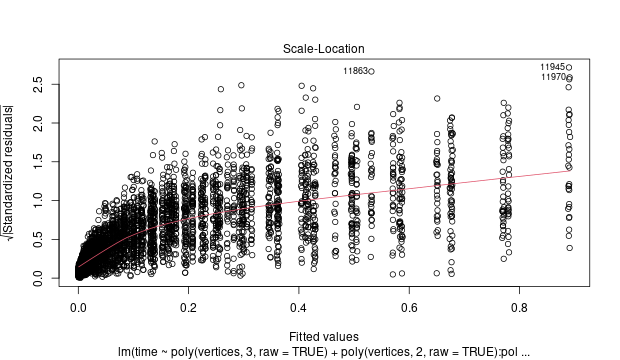 Scale-Location
√|Standardized residuals|
2.5
2.0
1.5
1.0
0.5
0.0
11863
11945
11970
0.0 0.2 0.4 0.6 0.8
Fitted values
lm(time ~ poly(vertices, 3, raw = TRUE) + poly(vertices, 2, raw = TRUE):pol ...